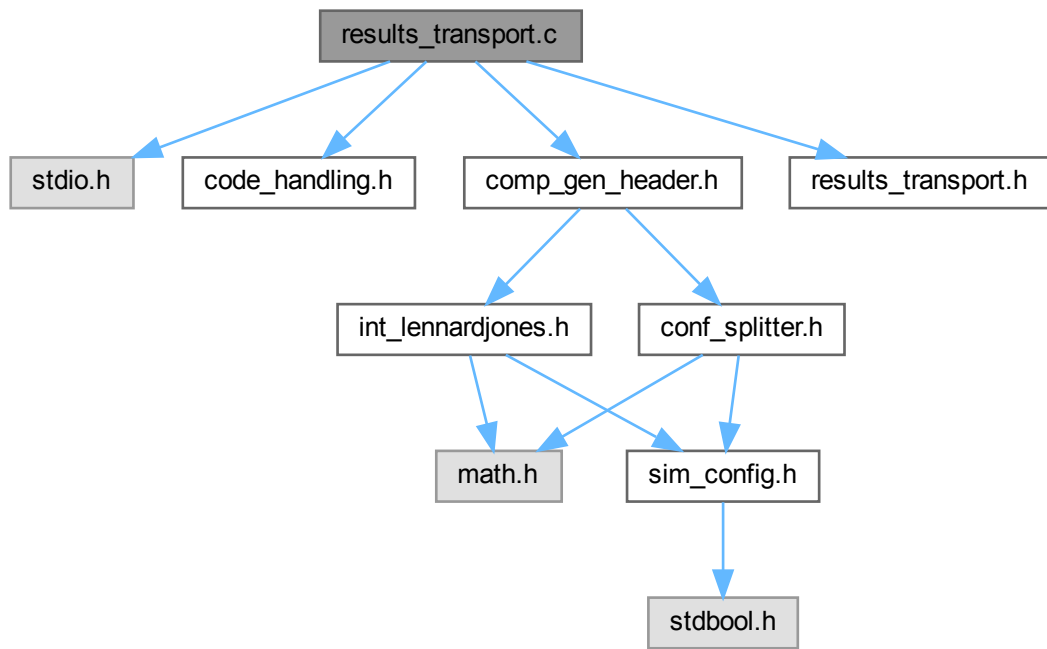 results_transport.c
stdio.h
code_handling.h
comp_gen_header.h
results_transport.h
int_lennardjones.h
conf_splitter.h
math.h
sim_config.h
stdbool.h